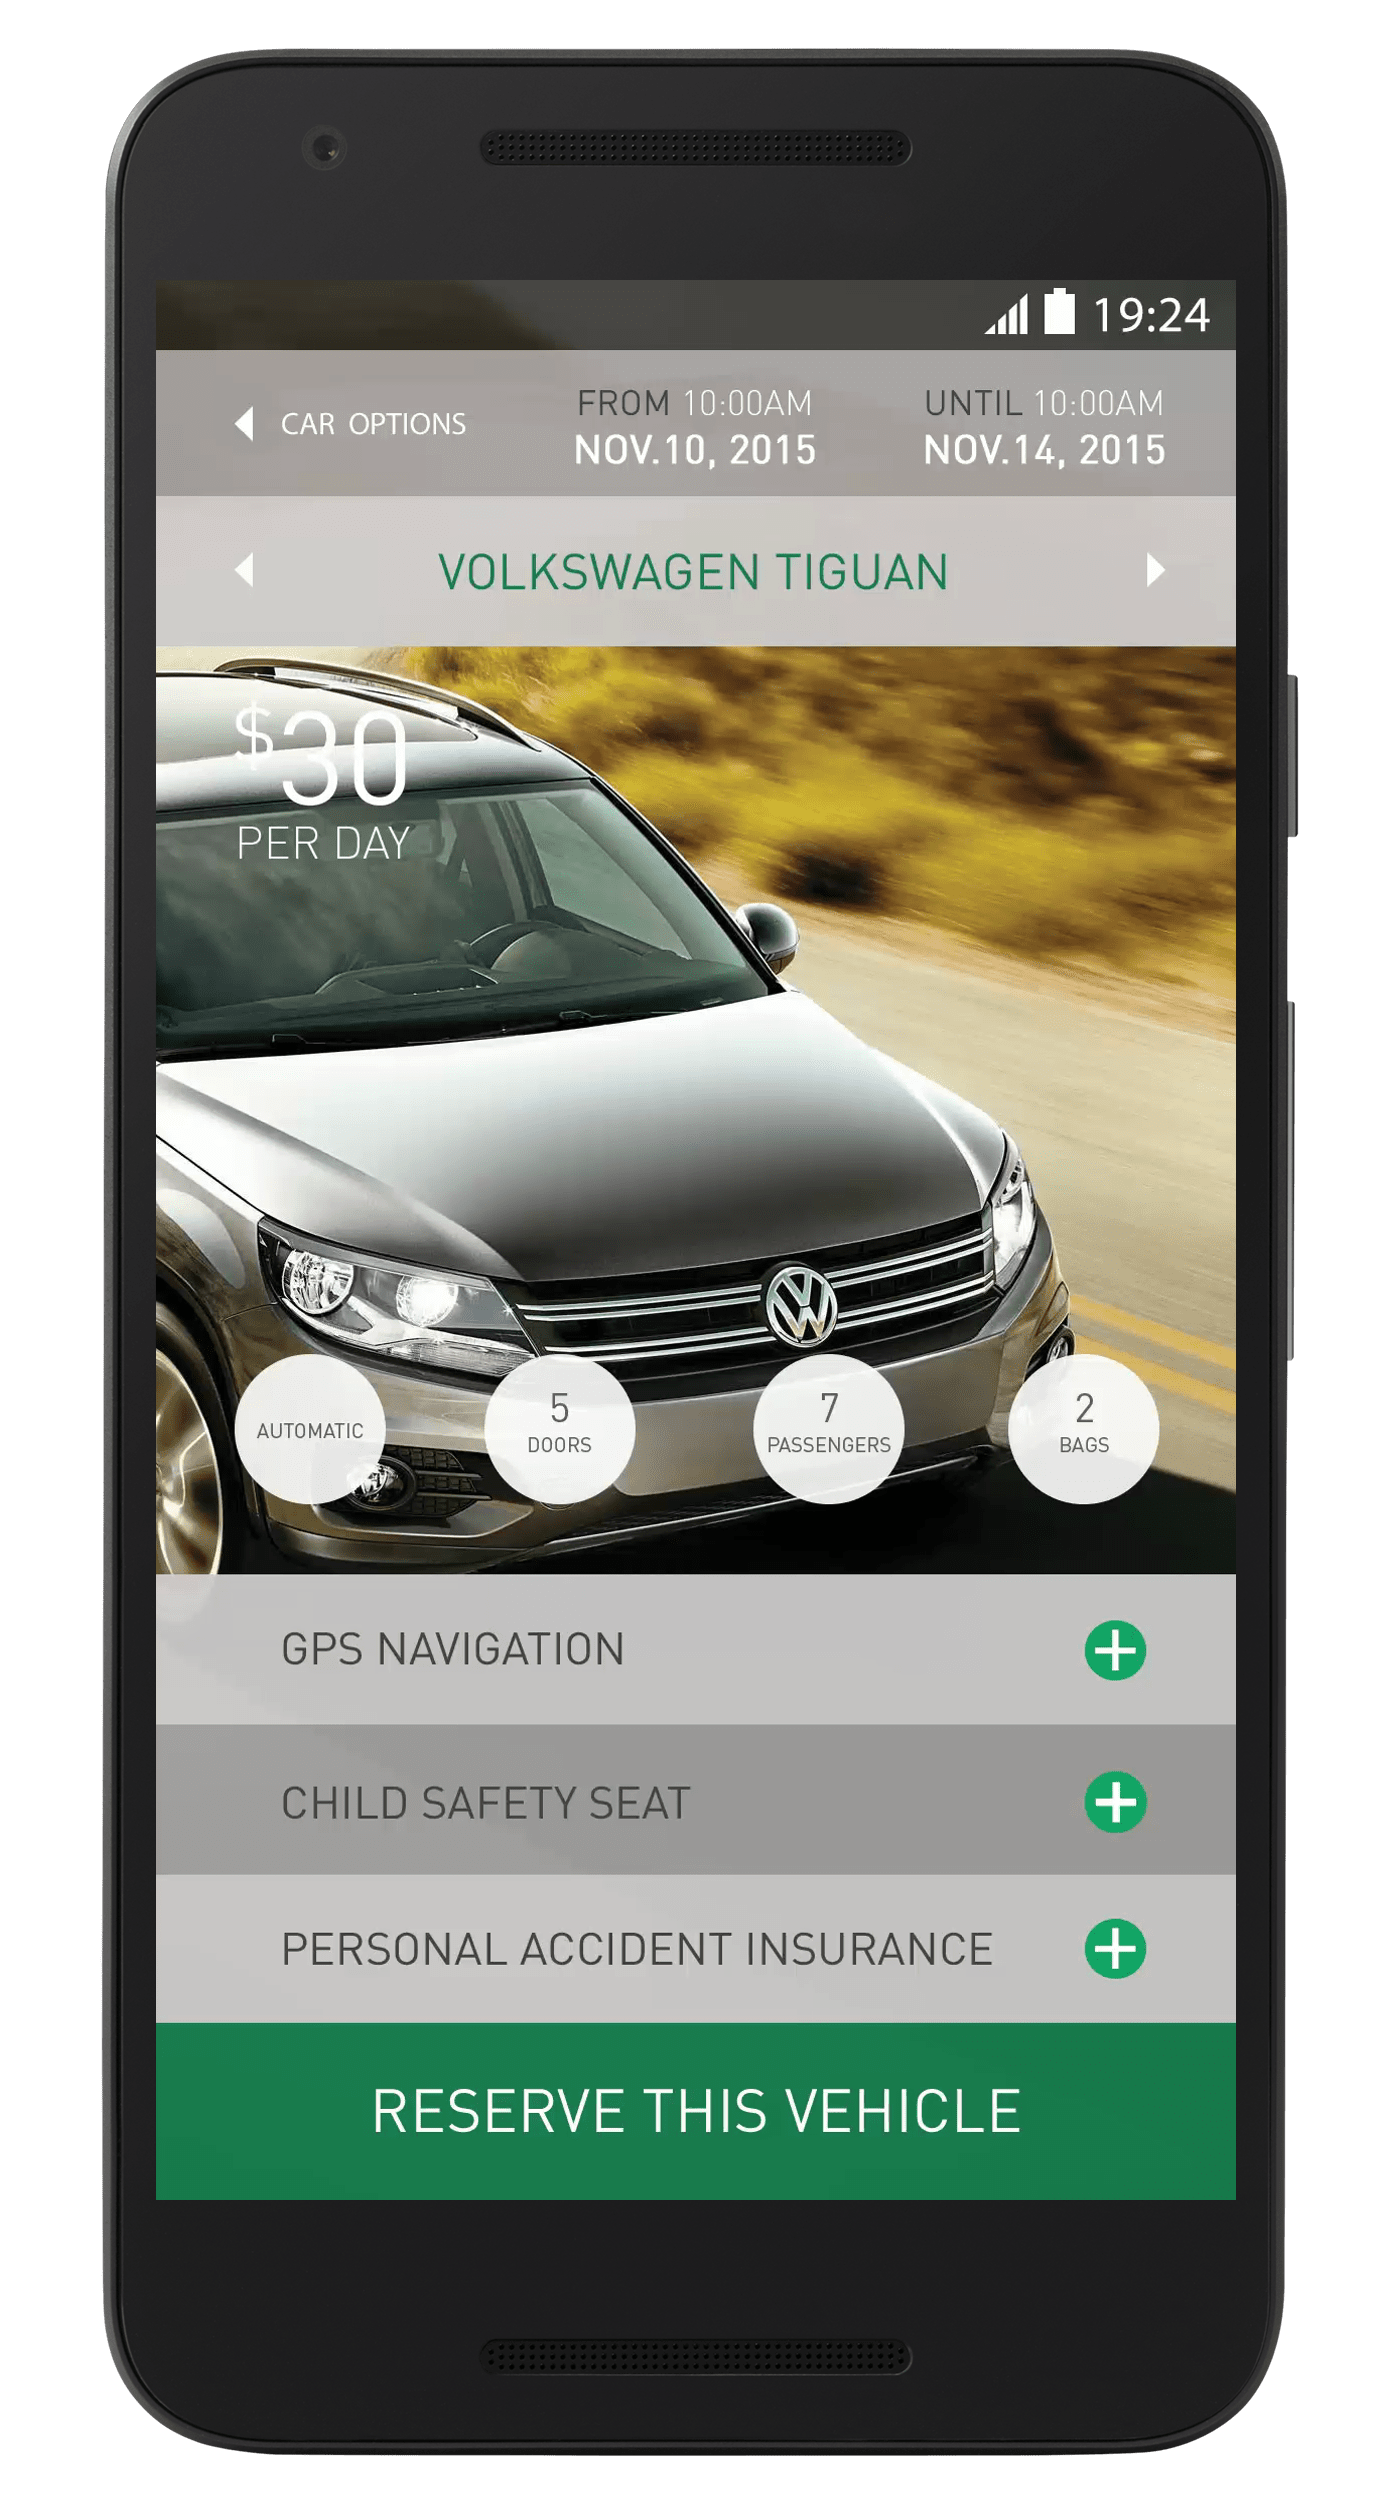 19:24
CAR OPTIONS
FROM 10:00AM
NOV.10, 2015
UNTIL 10:00AM
NOV.14, 2015
VOLKSWAGEN TIGUAN
$30
PER DAY
AUTOMATIC
5
DOORS
7
PASSENGERS
2
BAGS
GPS NAVIGATION
CHILD SAFETY SEAT
PERSONAL ACCIDENT INSURANCE
RESERVE THIS VEHICLE